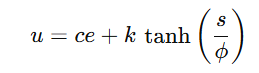 u = ce + k tanh(s/ϕ)